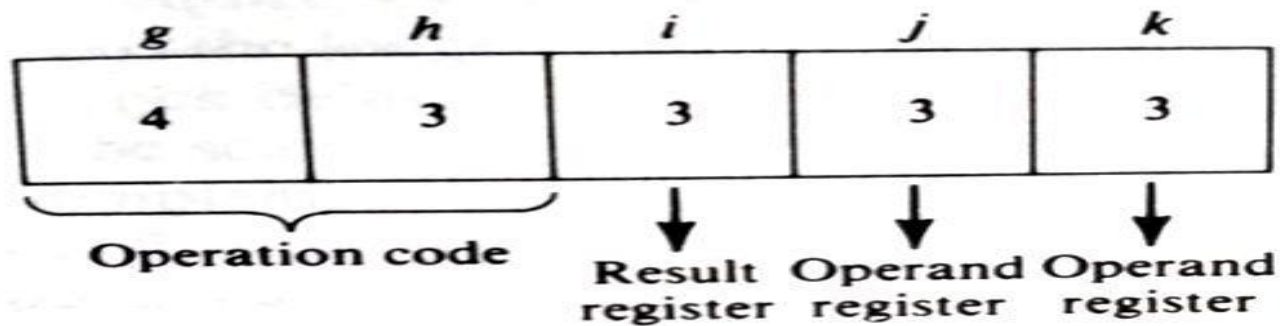 g h i j k
4 3 3 3 3
Operation code
Result Operand Operand
register register register